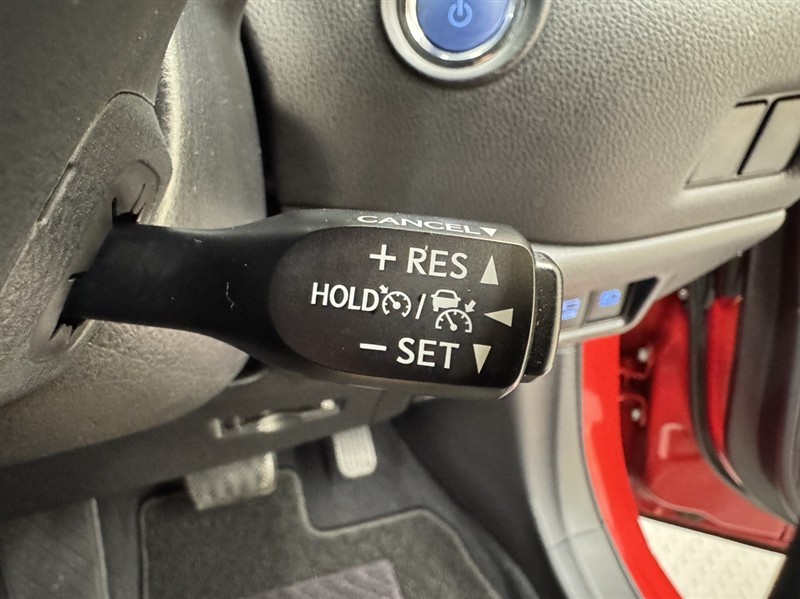 CANCEL▼
+ RES ▲
HOLD / ◀
− SET ▼